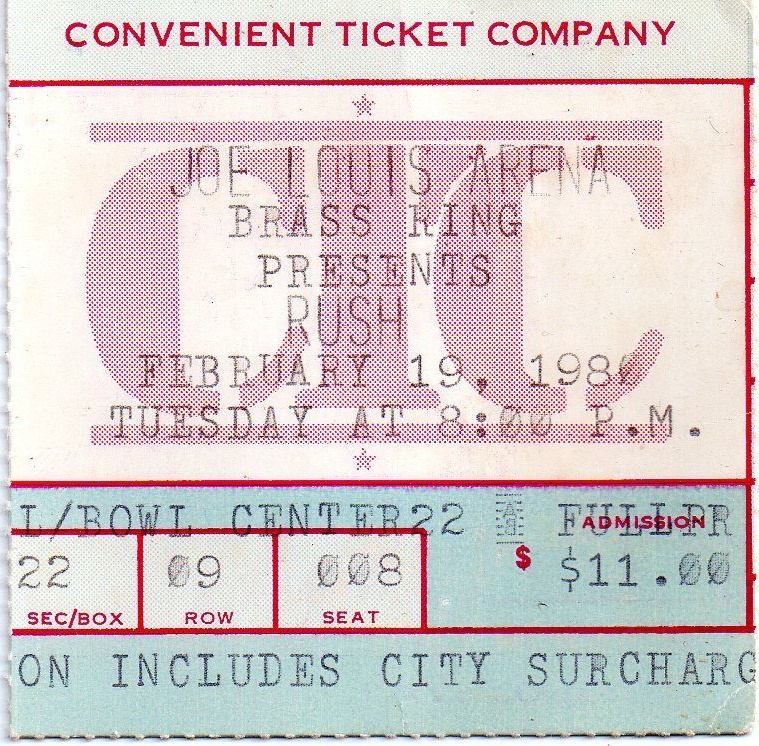 CONVENIENT TICKET COMPANY
CTC
JOE LOUIS ARENA
BRASS RING
PRESENTS
RUSH
FEBRUARY 19, 1980
TUESDAY AT 8:00 P.M.
L/BOWL CENTER22 FULLPR
ADMISSION
22 09 008 $ $11.00
SEC/BOX ROW SEAT
ON INCLUDES CITY SURCHARG